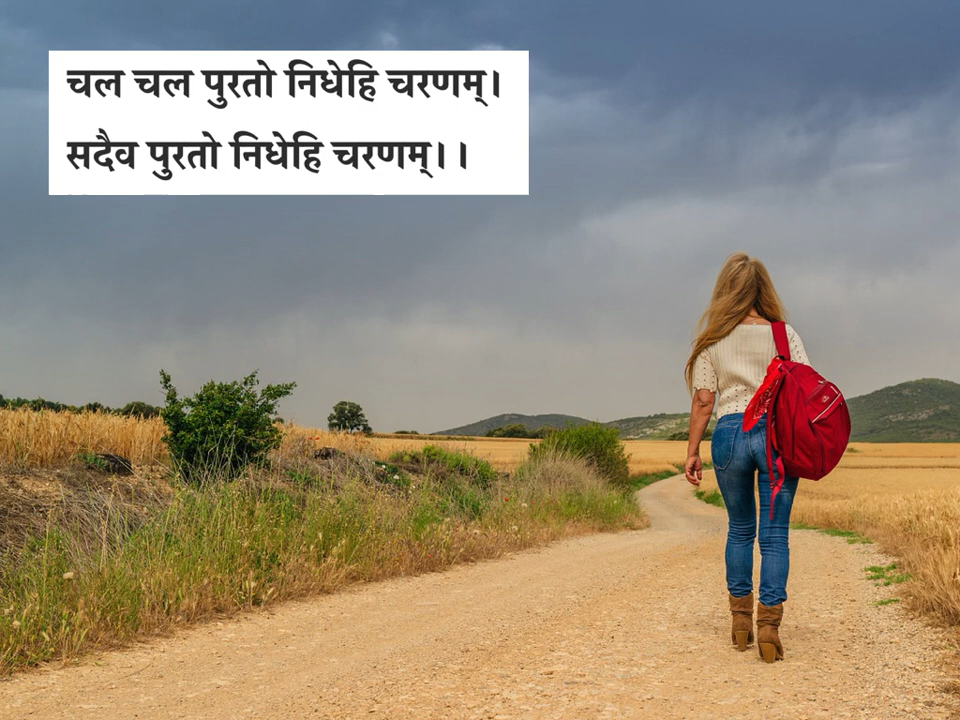 चल चल पुरतो निधेहि चरणम्।
सदैव पुरतो निधेहि चरणम्।।